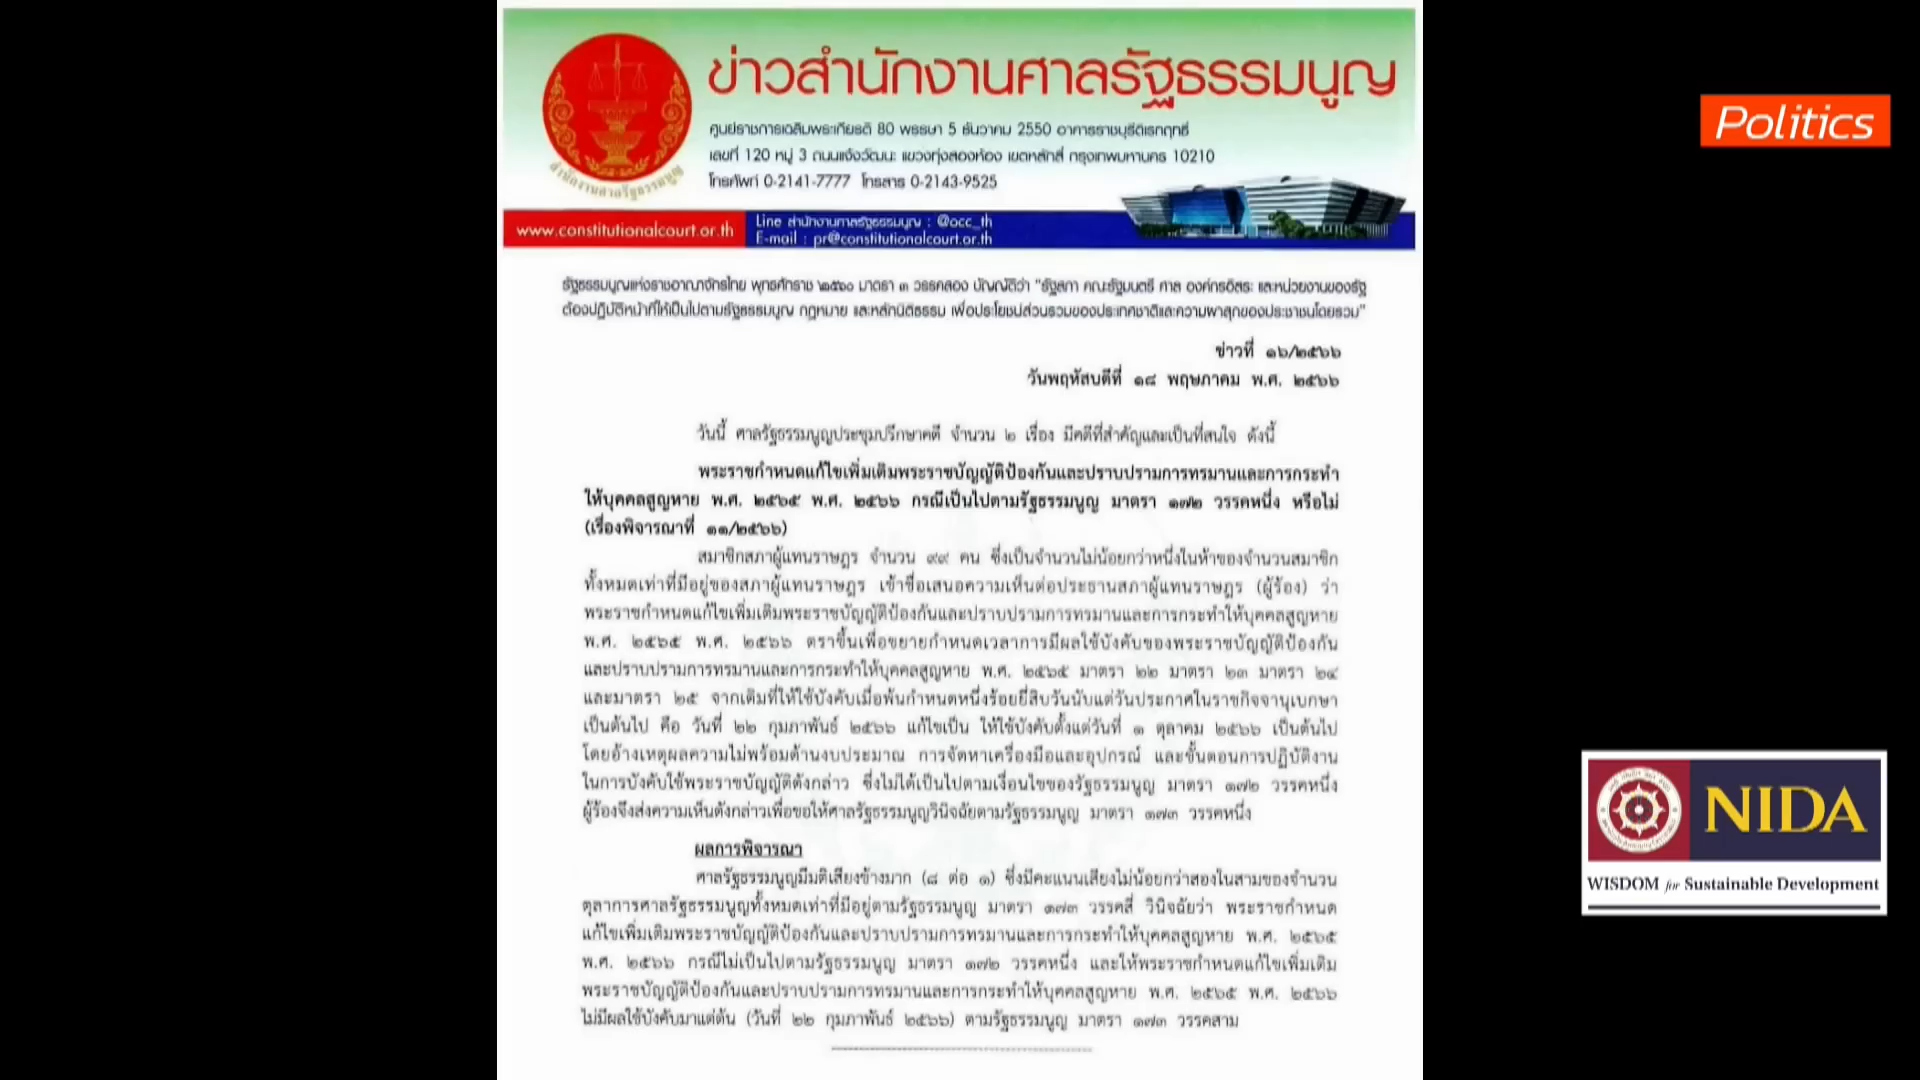 ข่าวสำนักงานศาลรัฐธรรมนูญ
ศูนย์ราชการเฉลิมพระเกียรติ 80 พรรษา 5 ธันวาคม 2550 อาคารราชบุรีดิเรกฤทธิ์
เลขที่ 120 หมู่ 3 ถนนแจ้งวัฒนะ แขวงทุ่งสองห้อง เขตหลักสี่ กรุงเทพมหานคร 10210
โทรศัพท์ 0-2141-7777 โทรสาร 0-2143-9525
สำนักงานศาลรัฐธรรมนูญ
www.constitutionalcourt.or.th
Line สำนักงานศาลรัฐธรรมนูญ : @occ_th
E-mail : pr@constitutionalcourt.or.th
รัฐธรรมนูญแห่งราชอาณาจักรไทย พุทธศักราช ๒๕๖๐ มาตรา ๓ วรรคสอง บัญญัติว่า "รัฐสภา คณะรัฐมนตรี ศาล องค์กรอิสระ และหน่วยงานของรัฐ
ต้องปฏิบัติหน้าที่ให้เป็นไปตามรัฐธรรมนูญ กฎหมาย และหลักนิติธรรม เพื่อประโยชน์ส่วนรวมของประเทศชาติและความผาสุกของประชาชนโดยรวม"
ข่าวที่ ๑๖/๒๕๖๖
วันพฤหัสบดีที่ ๑๘ พฤษภาคม พ.ศ. ๒๕๖๖
วันนี้ ศาลรัฐธรรมนูญประชุมปรึกษาคดี จำนวน ๒ เรื่อง มีคดีที่สำคัญและเป็นที่สนใจ ดังนี้
พระราชกำหนดแก้ไขเพิ่มเติมพระราชบัญญัติป้องกันและปราบปรามการทรมานและการกระทำ
ให้บุคคลสูญหาย พ.ศ. ๒๕๖๕ พ.ศ. ๒๕๖๖ กรณีเป็นไปตามรัฐธรรมนูญ มาตรา ๑๗๒ วรรคหนึ่ง หรือไม่
(เรื่องพิจารณาที่ ๑๑/๒๕๖๖)
สมาชิกสภาผู้แทนราษฎร จำนวน ๙๙ คน ซึ่งเป็นจำนวนไม่น้อยกว่าหนึ่งในห้าของจำนวนสมาชิก
ทั้งหมดเท่าที่มีอยู่ของสภาผู้แทนราษฎร เข้าชื่อเสนอความเห็นต่อประธานสภาผู้แทนราษฎร (ผู้ร้อง) ว่า
พระราชกำหนดแก้ไขเพิ่มเติมพระราชบัญญัติป้องกันและปราบปรามการทรมานและการกระทำให้บุคคลสูญหาย
พ.ศ. ๒๕๖๕ พ.ศ. ๒๕๖๖ ตราขึ้นเพื่อขยายกำหนดเวลาการมีผลใช้บังคับของพระราชบัญญัติป้องกัน
และปราบปรามการทรมานและการกระทำให้บุคคลสูญหาย พ.ศ. ๒๕๖๕ มาตรา ๒๒ มาตรา ๒๓ มาตรา ๒๔
และมาตรา ๒๕ จากเดิมที่ให้ใช้บังคับเมื่อพ้นกำหนดหนึ่งร้อยยี่สิบวันนับแต่วันประกาศในราชกิจจานุเบกษา
เป็นต้นไป คือ วันที่ ๒๒ กุมภาพันธ์ ๒๕๖๖ แก้ไขเป็น ให้ใช้บังคับตั้งแต่วันที่ ๑ ตุลาคม ๒๕๖๖ เป็นต้นไป
โดยอ้างเหตุผลความไม่พร้อมด้านงบประมาณ การจัดหาเครื่องมือและอุปกรณ์ และขั้นตอนการปฏิบัติงาน
ในการบังคับใช้พระราชบัญญัติดังกล่าว ซึ่งไม่ได้เป็นไปตามเงื่อนไขของรัฐธรรมนูญ มาตรา ๑๗๒ วรรคหนึ่ง
ผู้ร้องจึงส่งความเห็นดังกล่าวเพื่อขอให้ศาลรัฐธรรมนูญวินิจฉัยตามรัฐธรรมนูญ มาตรา ๑๗๓ วรรคหนึ่ง
ผลการพิจารณา
ศาลรัฐธรรมนูญมีมติเสียงข้างมาก (๘ ต่อ ๑) ซึ่งมีคะแนนเสียงไม่น้อยกว่าสองในสามของจำนวน
ตุลาการศาลรัฐธรรมนูญทั้งหมดเท่าที่มีอยู่ตามรัฐธรรมนูญ มาตรา ๑๗๓ วรรคสี่ วินิจฉัยว่า พระราชกำหนด
แก้ไขเพิ่มเติมพระราชบัญญัติป้องกันและปราบปรามการทรมานและการกระทำให้บุคคลสูญหาย พ.ศ. ๒๕๖๕
พ.ศ. ๒๕๖๖ กรณีไม่เป็นไปตามรัฐธรรมนูญ มาตรา ๑๗๒ วรรคหนึ่ง และให้พระราชกำหนดแก้ไขเพิ่มเติม
พระราชบัญญัติป้องกันและปราบปรามการทรมานและการกระทำให้บุคคลสูญหาย พ.ศ. ๒๕๖๕ พ.ศ. ๒๕๖๖
ไม่มีผลใช้บังคับมาแต่ต้น (วันที่ ๒๒ กุมภาพันธ์ ๒๕๖๖) ตามรัฐธรรมนูญ มาตรา ๑๗๓ วรรคสาม
Politics
NIDA
WISDOM for Sustainable Development